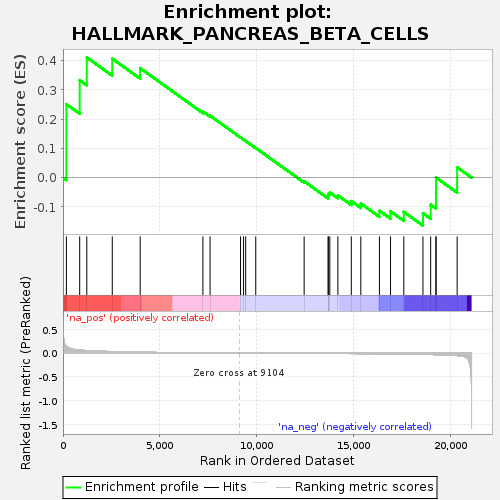 Enrichment plot:
HALLMARK_PANCREAS_BETA_CELLS
Enrichment score (ES)
0.4
0.3
0.2
0.1
0.0
-0.1
'na_pos' (positively correlated)
Ranked list metric (PreRanked)
0.5
0.0
-0.5
-1.0
-1.5
Zero cross at 9104
'na_neg' (negatively correlated)
0 5,000 10,000 15,000 20,000
Rank in Ordered Dataset
Enrichment profile Hits Ranking metric scores